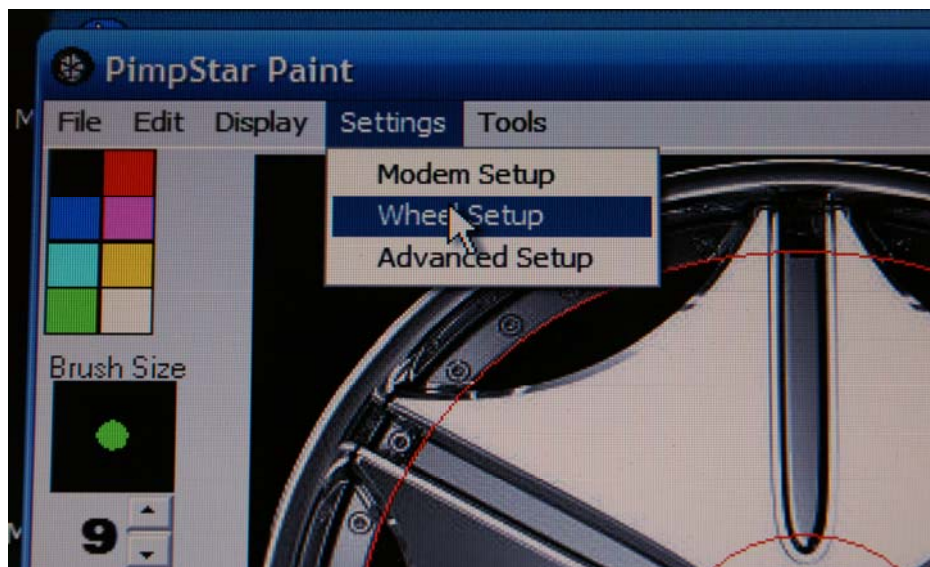 PimpStar Paint
File Edit Display Settings Tools
Modem Setup
Wheel Setup
Advanced Setup
Brush Size
9